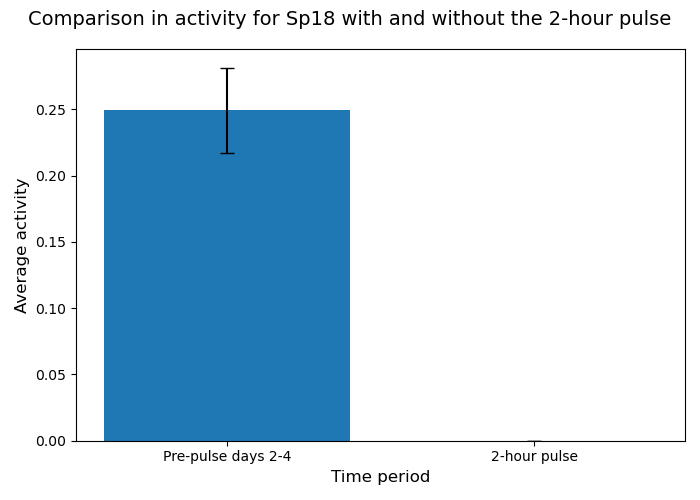 Comparison in activity for Sp18 with and without the 2-hour pulse
Average activity
0.25
0.20
0.15
0.10
0.05
0.00
Pre-pulse days 2-4
2-hour pulse
Time period